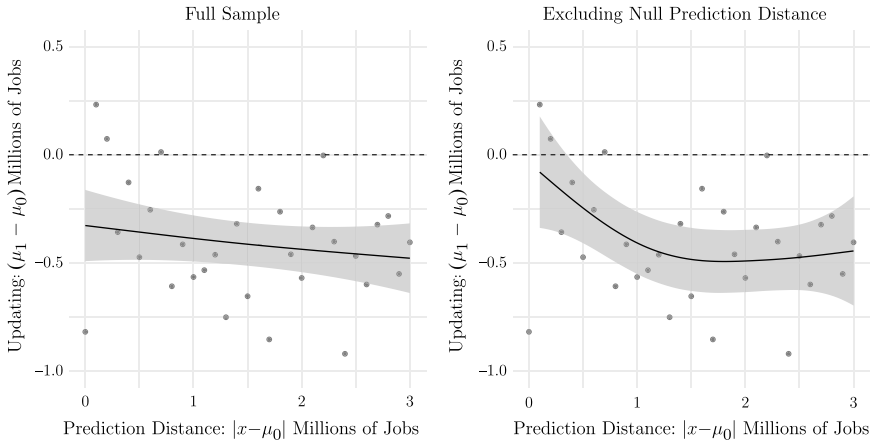 Full Sample
Updating: (μ₁ − μ₀) Millions of Jobs
0.5
0.0
−0.5
−1.0
0
1
2
3
Prediction Distance: |x−μ₀| Millions of Jobs
Excluding Null Prediction Distance
Updating: (μ₁ − μ₀) Millions of Jobs
0.5
0.0
−0.5
−1.0
0
1
2
3
Prediction Distance: |x−μ₀| Millions of Jobs